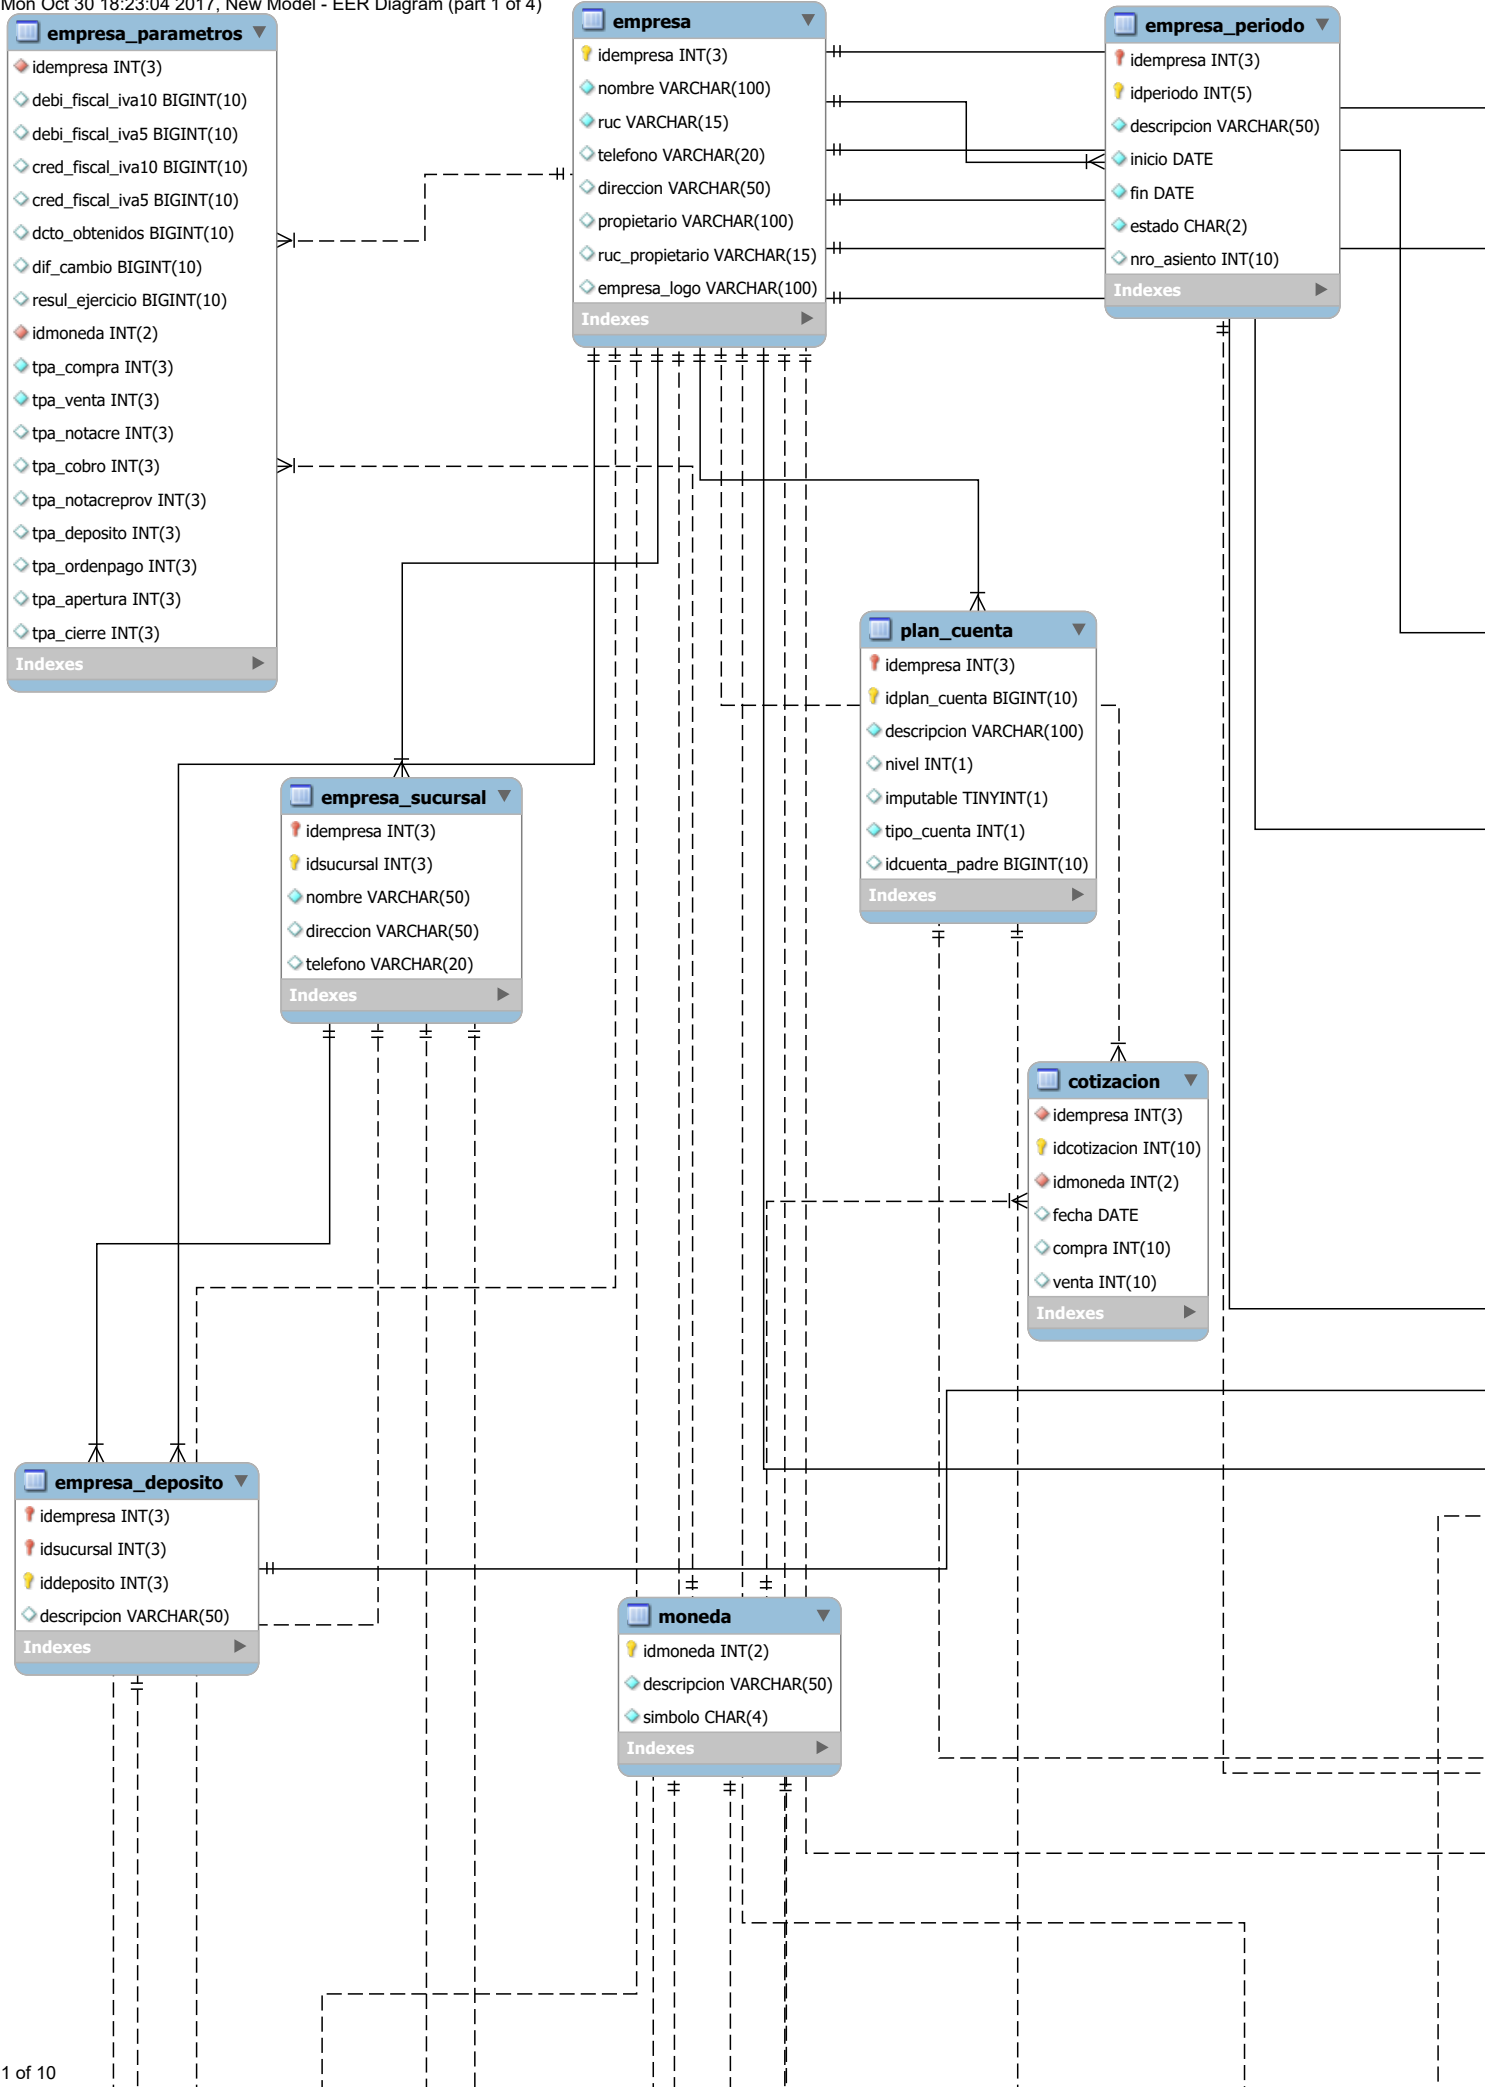 Mon Oct 30 18:23:04 2017, New Model - EER Diagram (part 1 of 4)
empresa_parametros
idempresa INT(3)
debi_fiscal_iva10 BIGINT(10)
debi_fiscal_iva5 BIGINT(10)
cred_fiscal_iva10 BIGINT(10)
cred_fiscal_iva5 BIGINT(10)
dcto_obtenidos BIGINT(10)
dif_cambio BIGINT(10)
resul_ejercicio BIGINT(10)
idmoneda INT(2)
tpa_compra INT(3)
tpa_venta INT(3)
tpa_notacre INT(3)
tpa_cobro INT(3)
tpa_notacreprov INT(3)
tpa_deposito INT(3)
tpa_ordenpago INT(3)
tpa_apertura INT(3)
tpa_cierre INT(3)
Indexes
empresa
idempresa INT(3)
nombre VARCHAR(100)
ruc VARCHAR(15)
telefono VARCHAR(20)
direccion VARCHAR(50)
propietario VARCHAR(100)
ruc_propietario VARCHAR(15)
empresa_logo VARCHAR(100)
Indexes
empresa_periodo
idempresa INT(3)
idperiodo INT(5)
descripcion VARCHAR(50)
inicio DATE
fin DATE
estado CHAR(2)
nro_asiento INT(10)
Indexes
plan_cuenta
idempresa INT(3)
idplan_cuenta BIGINT(10)
descripcion VARCHAR(100)
nivel INT(1)
imputable TINYINT(1)
tipo_cuenta INT(1)
idcuenta_padre BIGINT(10)
Indexes
empresa_sucursal
idempresa INT(3)
idsucursal INT(3)
nombre VARCHAR(50)
direccion VARCHAR(50)
telefono VARCHAR(20)
Indexes
cotizacion
idempresa INT(3)
idcotizacion INT(10)
idmoneda INT(2)
fecha DATE
compra INT(10)
venta INT(10)
Indexes
empresa_deposito
idempresa INT(3)
idsucursal INT(3)
iddeposito INT(3)
descripcion VARCHAR(50)
Indexes
moneda
idmoneda INT(2)
descripcion VARCHAR(50)
simbolo CHAR(4)
Indexes
1 of 10